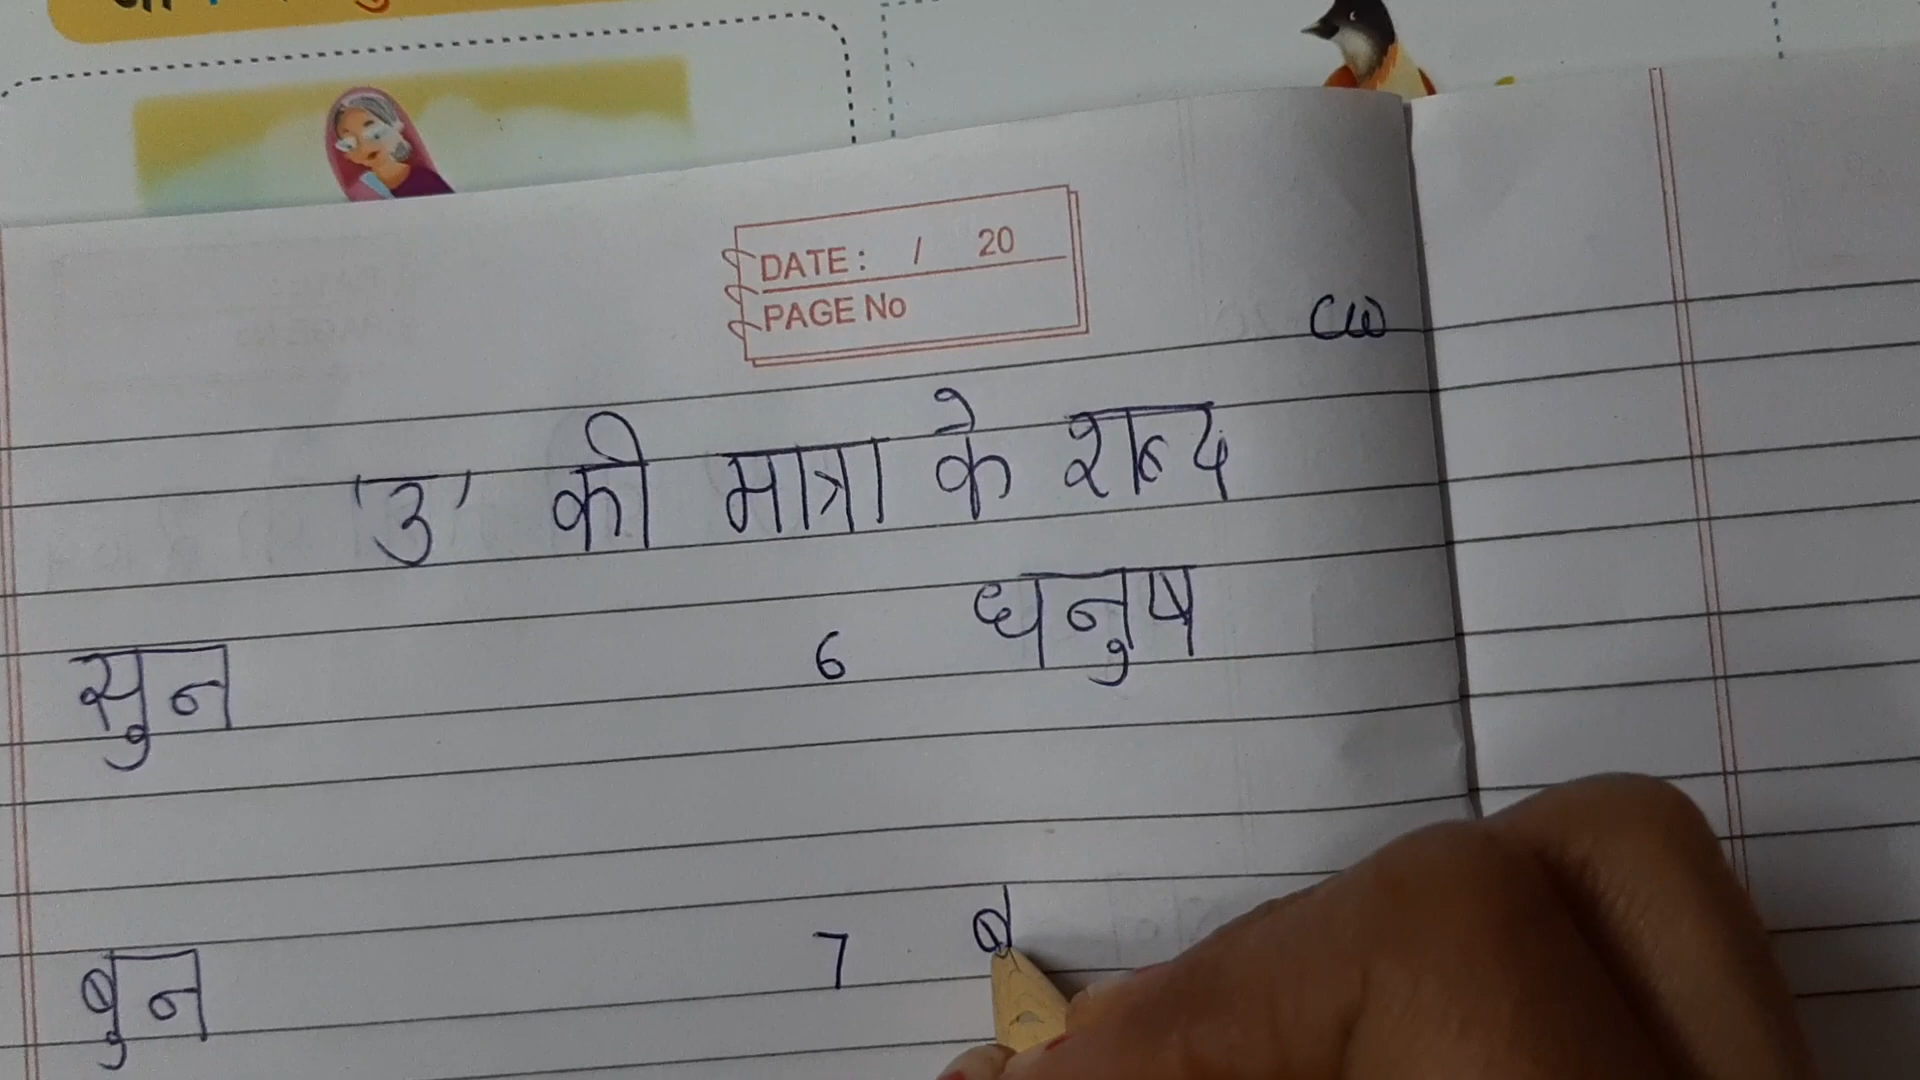 DATE: / 20
PAGE No
CW
'उ' की मात्रा के शब्द
सुन 6 धनुष
बुन 7 ब